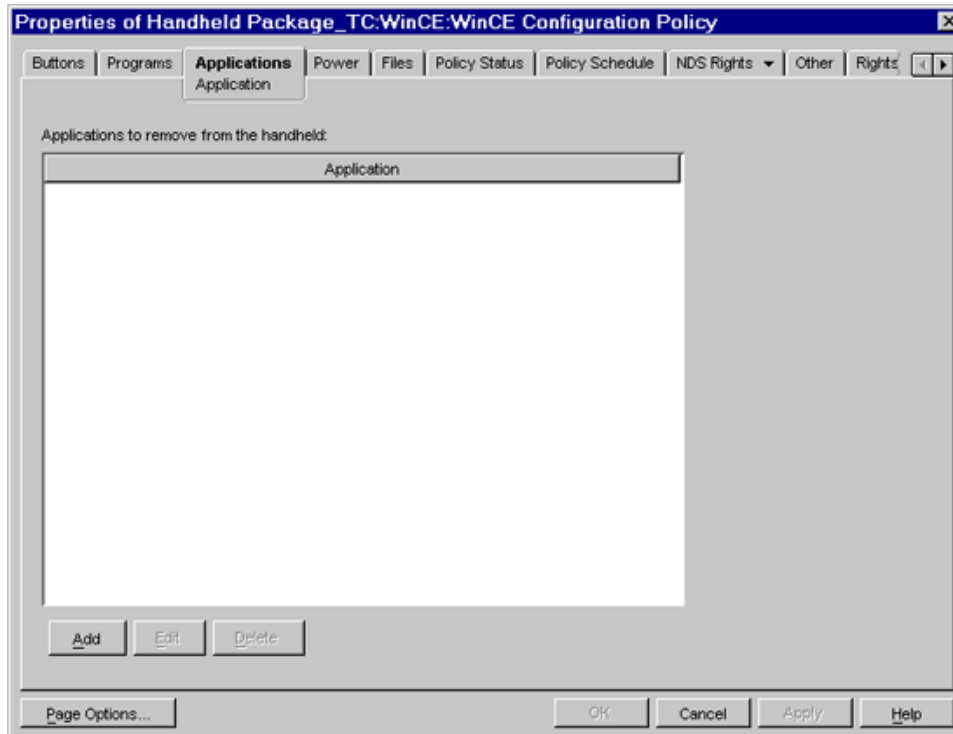 Properties of Handheld Package_TC:WinCE:WinCE Configuration Policy
Buttons Programs Applications Power Files Policy Status Policy Schedule NDS Rights Other Rights
Application
Applications to remove from the handheld:
Application
Add Edit Delete
Page Options... OK Cancel Apply Help